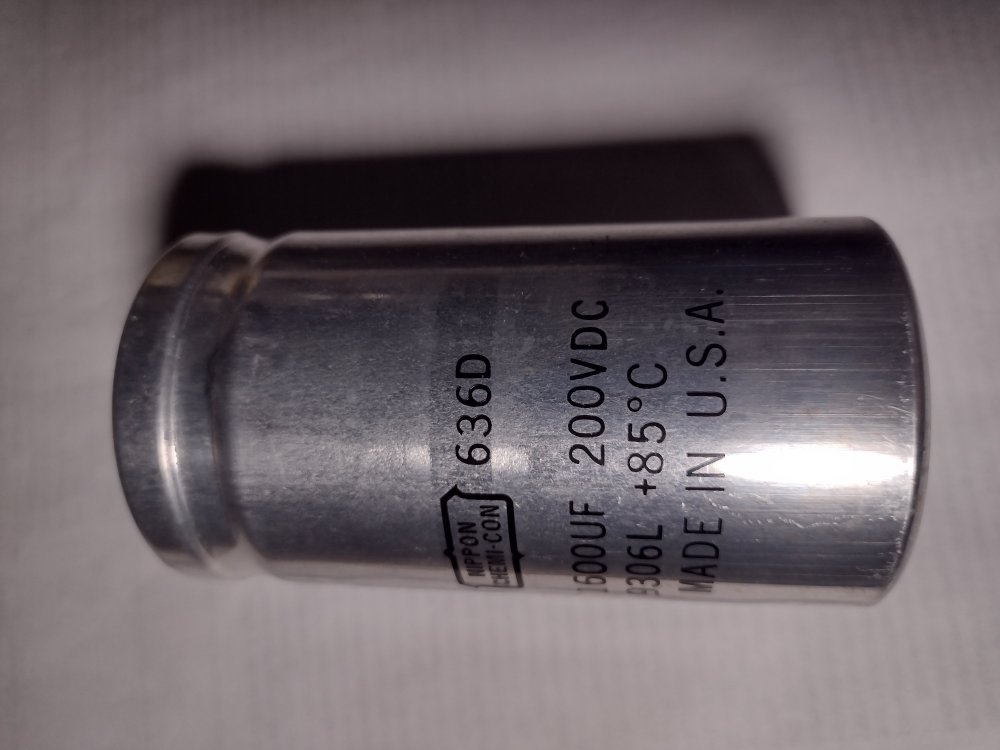 NIPPON
CHEMI-CON
636D
1600UF 200VDC
9306L +85°C
MADE IN U.S.A.